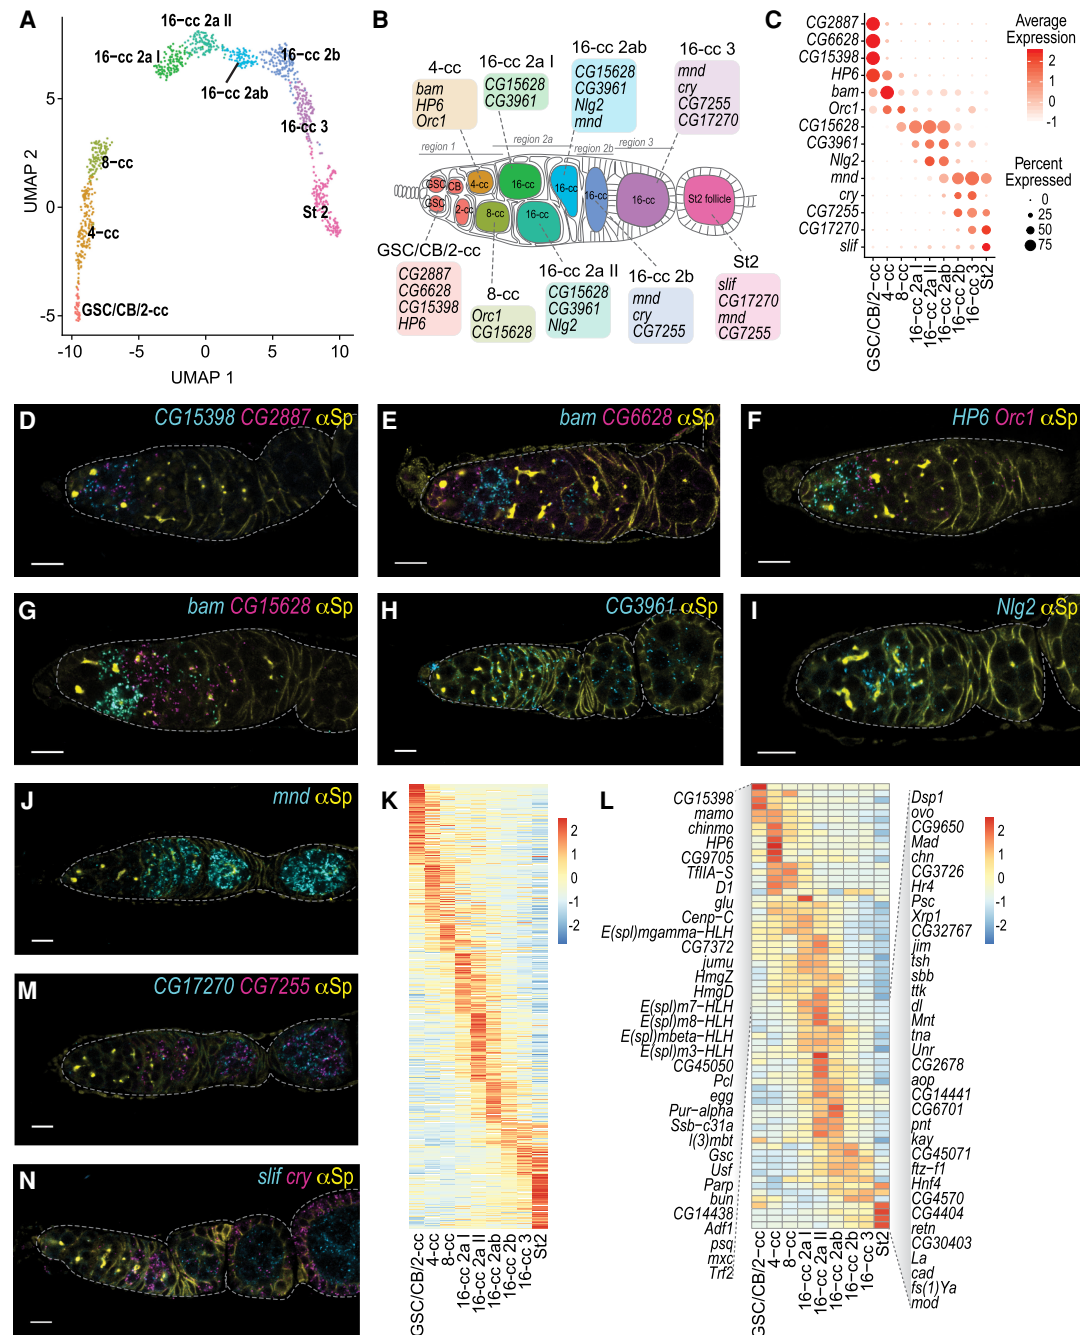 A
16-cc 2a II
16-cc 2a I
16-cc 2b
16-cc 2ab
16-cc 3
8-cc
St 2
4-cc
GSC/CB/2-cc
5
0
-5
UMAP 2
-10 -5 0 5 10
UMAP 1
B
4-cc
bam
HP6
Orc1
16-cc 2a I
CG15628
CG3961
16-cc 2ab
CG15628
CG3961
Nlg2
mnd
16-cc 3
mnd
cry
CG7255
CG17270
region 1
region 2a
region 2b
region 3
GSC
CB
4-cc
16-cc
16-cc
16-cc
16-cc
St2 follicle
GSC
2-cc
8-cc
16-cc
GSC/CB/2-cc
CG2887
CG6628
CG15398
HP6
8-cc
Orc1
CG15628
16-cc 2a II
CG15628
CG3961
Nlg2
16-cc 2b
mnd
cry
CG7255
St2
slif
CG17270
mnd
CG7255
C
CG2887
CG6628
CG15398
HP6
bam
Orc1
CG15628
CG3961
Nlg2
mnd
cry
CG7255
CG17270
slif
GSC/CB/2-cc
4-cc
8-cc
16-cc 2a I
16-cc 2a II
16-cc 2ab
16-cc 2b
16-cc 3
St2
Average
Expression
2
1
0
-1
Percent
Expressed
0
25
50
75
D
CG15398 CG2887 αSp
E
bam CG6628 αSp
F
HP6 Orc1 αSp
G
bam CG15628 αSp
H
CG3961 αSp
I
Nlg2 αSp
J
mnd αSp
M
CG17270 CG7255 αSp
N
slif cry αSp
K
2
1
0
-1
-2
GSC/CB/2-cc
4-cc
8-cc
16-cc 2a I
16-cc 2a II
16-cc 2ab
16-cc 2b
16-cc 3
St2
L
CG15398
mamo
chinmo
HP6
CG9705
TfIIA-S
D1
glu
Cenp-C
E(spl)mgamma-HLH
CG7372
jumu
HmgZ
HmgD
E(spl)m7-HLH
E(spl)m8-HLH
E(spl)mbeta-HLH
E(spl)m3-HLH
CG45050
Pcl
egg
Pur-alpha
Ssb-c31a
l(3)mbt
Gsc
Usf
Parp
bun
CG14438
Adf1
psq
mxc
Trf2
GSC/CB/2-cc
4-cc
8-cc
16-cc 2a I
16-cc 2a II
16-cc 2ab
16-cc 2b
16-cc 3
St2
Dsp1
ovo
CG9650
Mad
chn
CG3726
Hr4
Psc
Xrp1
CG32767
jim
tsh
sbb
ttk
dl
Mnt
tna
Unr
CG2678
aop
CG14441
CG6701
pnt
kay
CG45071
ftz-f1
Hnf4
CG4570
CG4404
retn
CG30403
La
cad
fs(1)Ya
mod
2
1
0
-1
-2